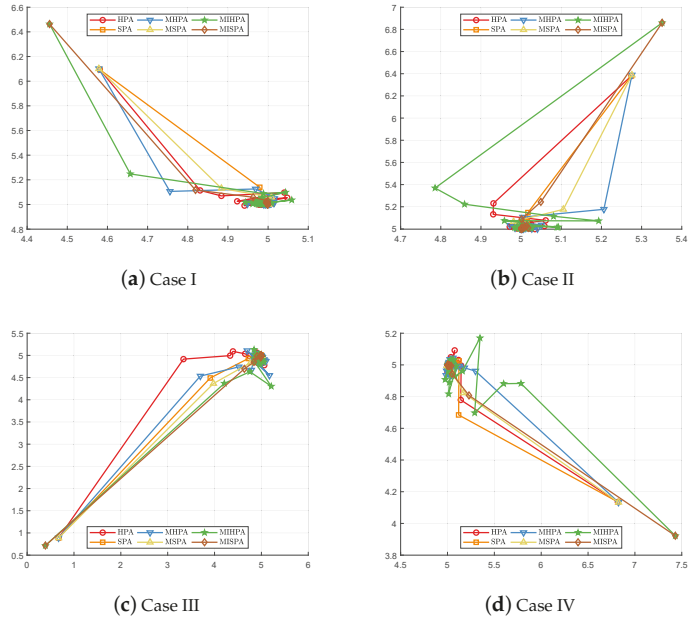 6.6
6.4
6.2
6
5.8
5.6
5.4
5.2
5
4.8
HPA MHPA MIHPA
SPA MSPA MISPA
4.4 4.5 4.6 4.7 4.8 4.9 5 5.1
(a) Case I
7
6.8
6.6
6.4
6.2
6
5.8
5.6
5.4
5.2
5
HPA MHPA MIHPA
SPA MSPA MISPA
4.7 4.8 4.9 5 5.1 5.2 5.3 5.4
(b) Case II
5.5
5
4.5
4
3.5
3
2.5
2
1.5
1
0.5
HPA MHPA MIHPA
SPA MSPA MISPA
0 1 2 3 4 5 6
(c) Case III
5.2
5
4.8
4.6
4.4
4.2
4
3.8
HPA MHPA MIHPA
SPA MSPA MISPA
4.5 5 5.5 6 6.5 7 7.5
(d) Case IV